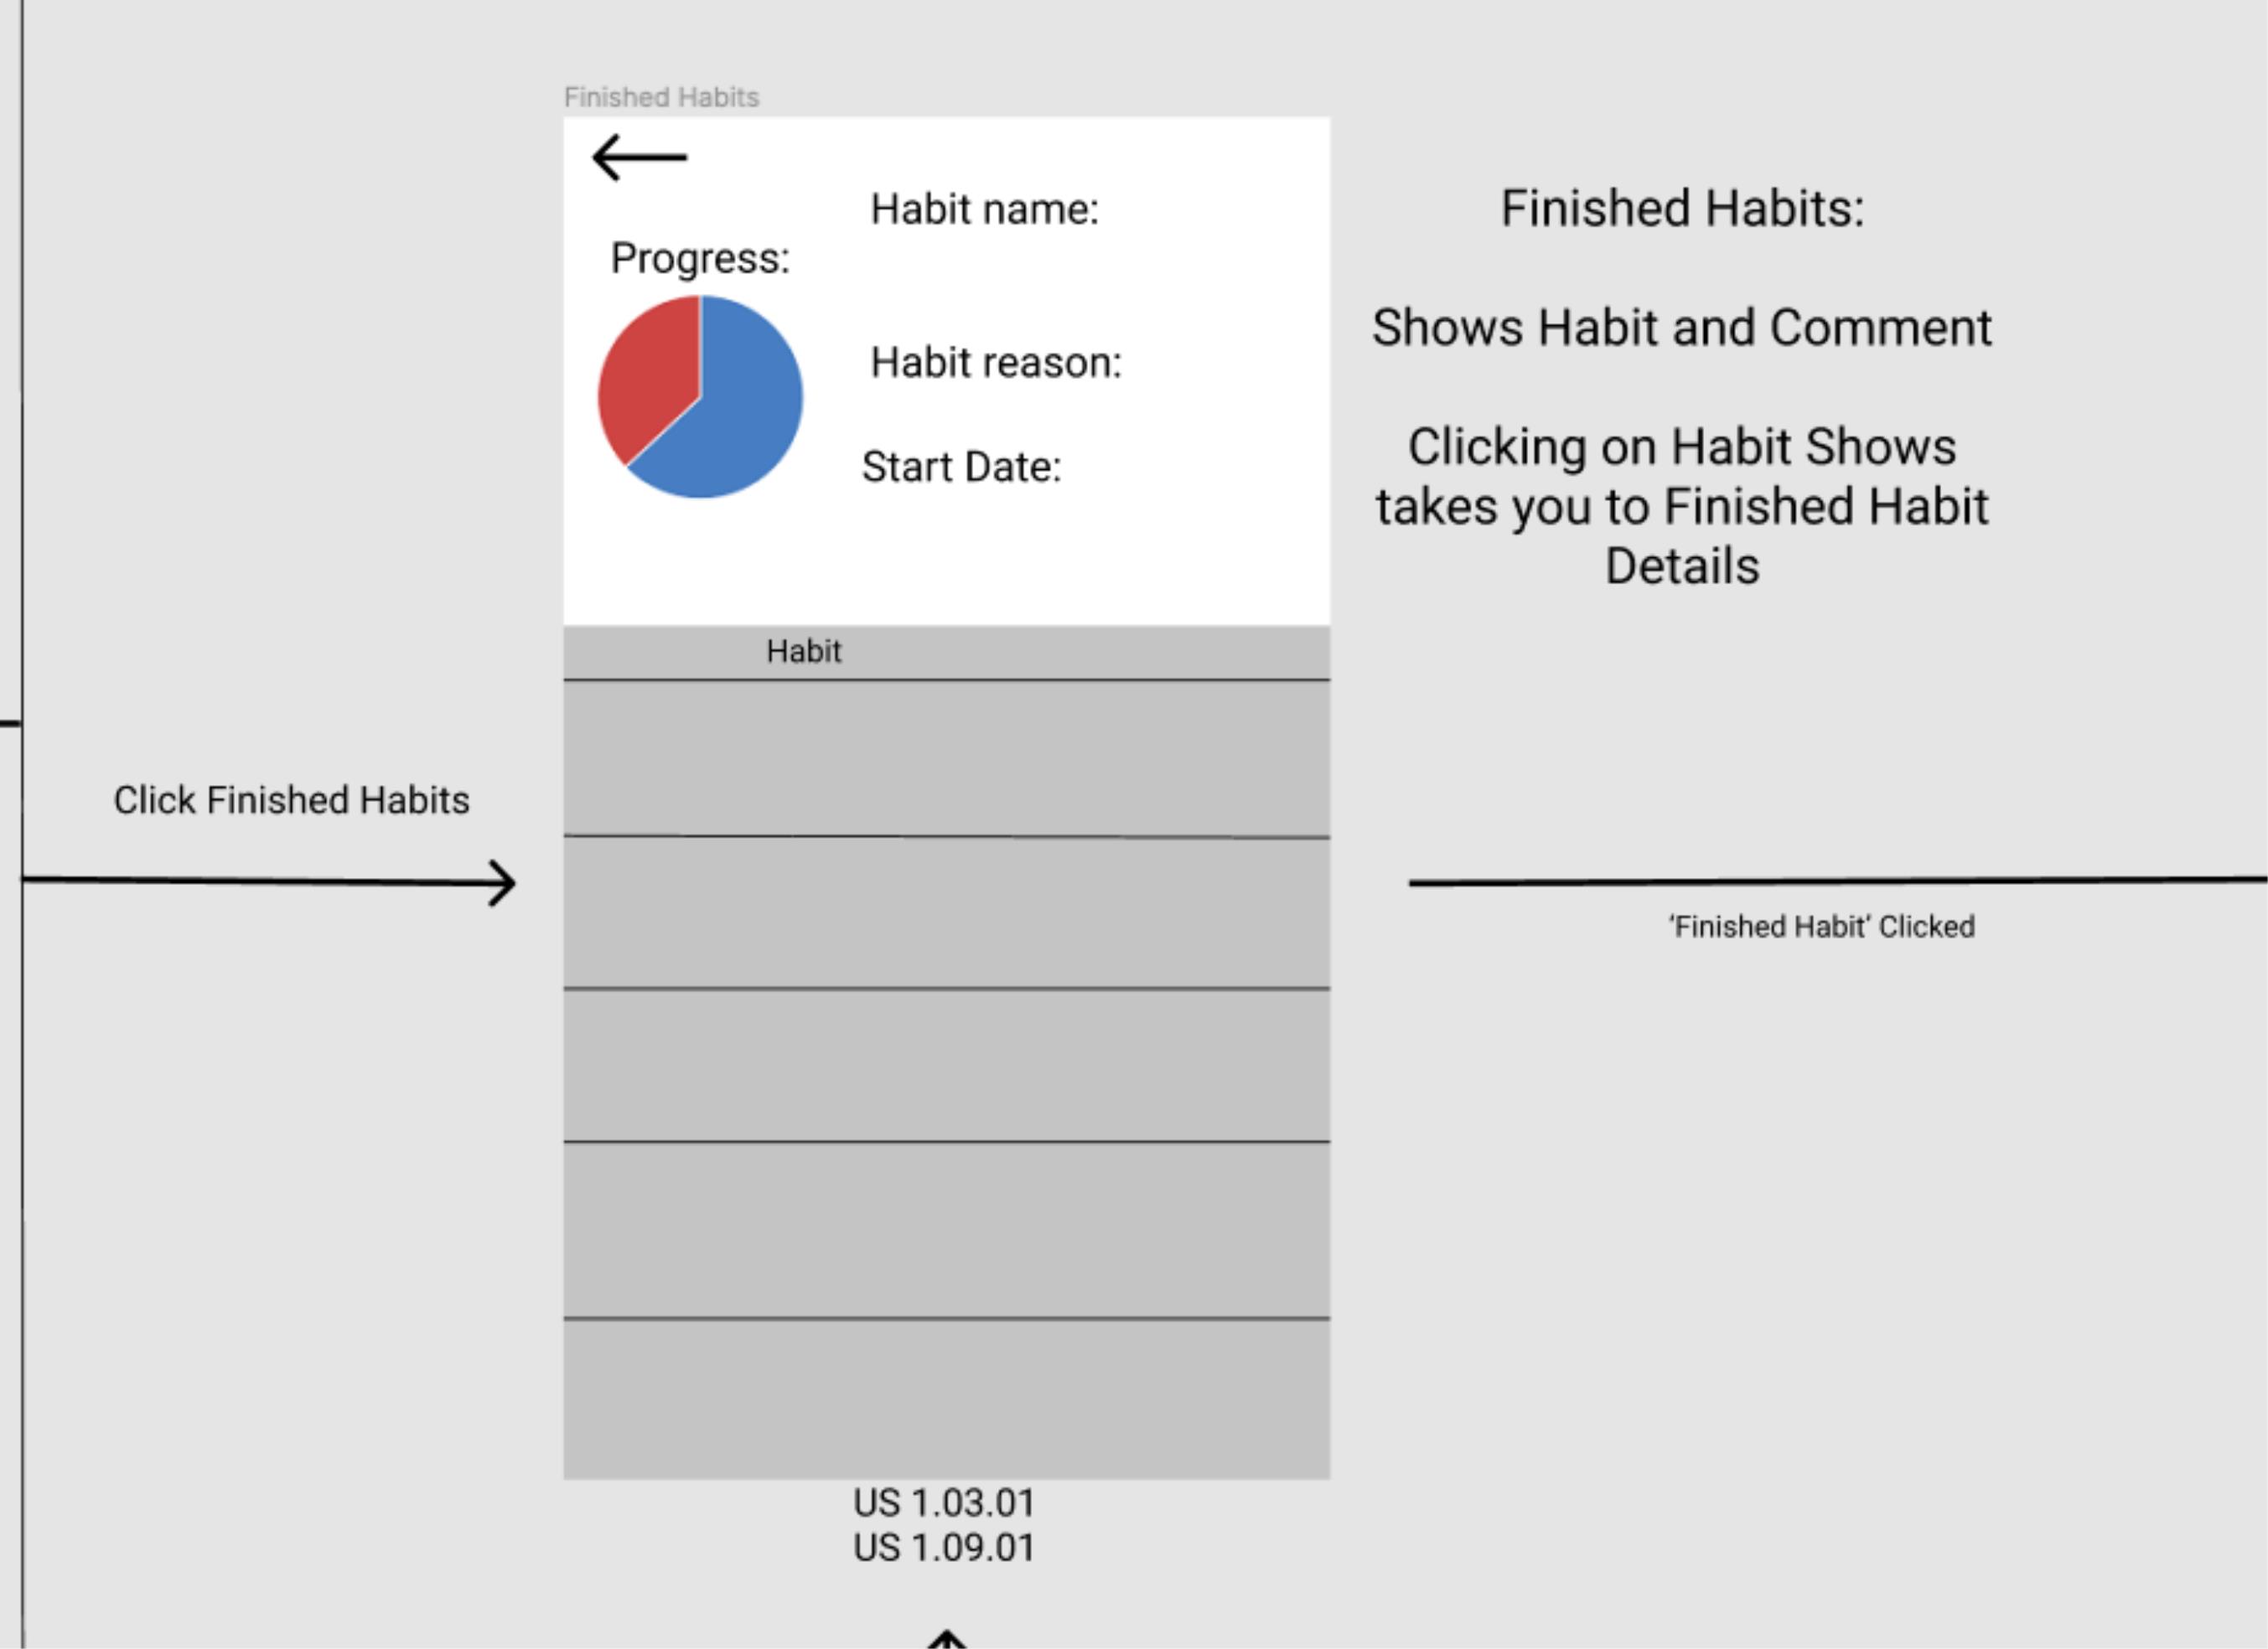 Finished Habits
Habit name:
Progress:
Habit reason:
Start Date:
Habit
Click Finished Habits
US 1.03.01
US 1.09.01
Finished Habits:
Shows Habit and Comment
Clicking on Habit Shows
takes you to Finished Habit
Details
‘Finished Habit’ Clicked